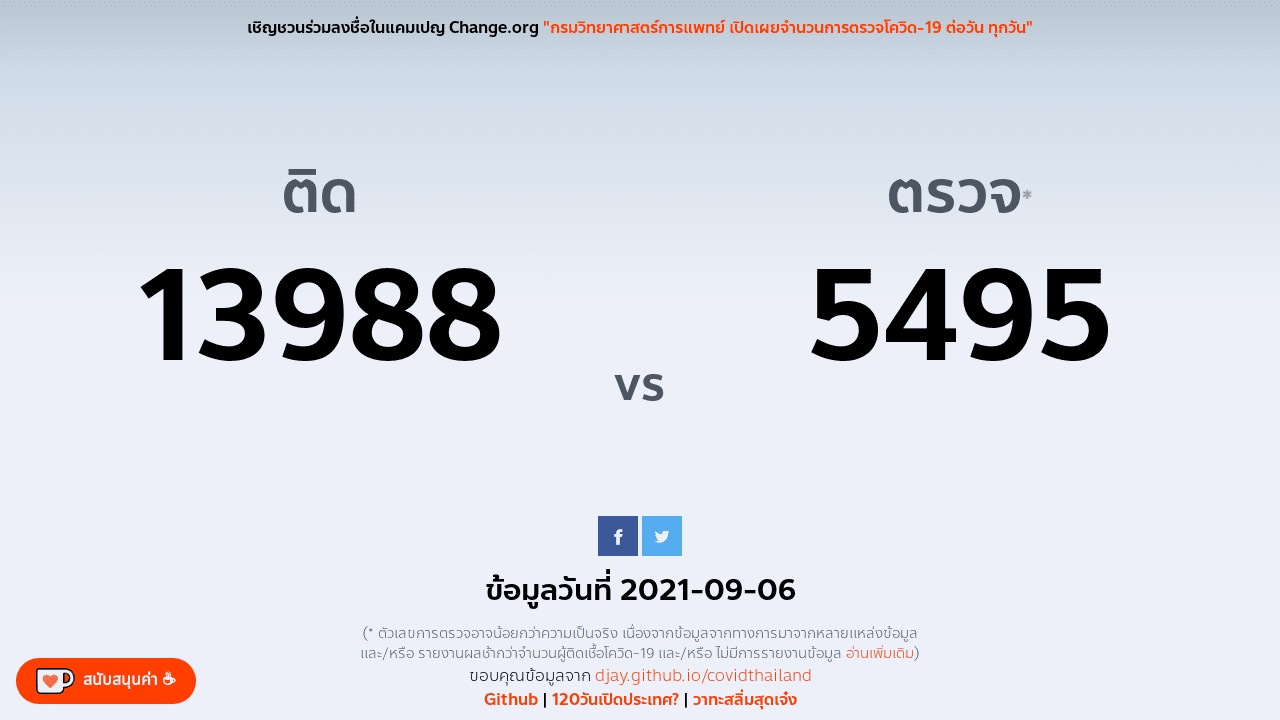 เชิญชวนร่วมลงชื่อในแคมเปญ Change.org "กรมวิทยาศาสตร์การแพทย์ เปิดเผยจำนวนการตรวจโควิด-19 ต่อวัน ทุกวัน"
ติด
ตรวจ*
13988
5495
vs
ข้อมูลวันที่ 2021-09-06
(* ตัวเลขการตรวจอาจน้อยกว่าความเป็นจริง เนื่องจากข้อมูลจากทางการมาจากหลายแหล่งข้อมูล
และ/หรือ รายงานผลช้ากว่าจำนวนผู้ติดเชื้อโควิด-19 และ/หรือ ไม่มีการรายงานข้อมูล อ่านเพิ่มเติม)
ขอบคุณข้อมูลจาก djay.github.io/covidthailand
Github | 120วันเปิดประเทศ? | วาทะสลิ่มสุดเจ๋ง
สนับสนุนค่า ☕